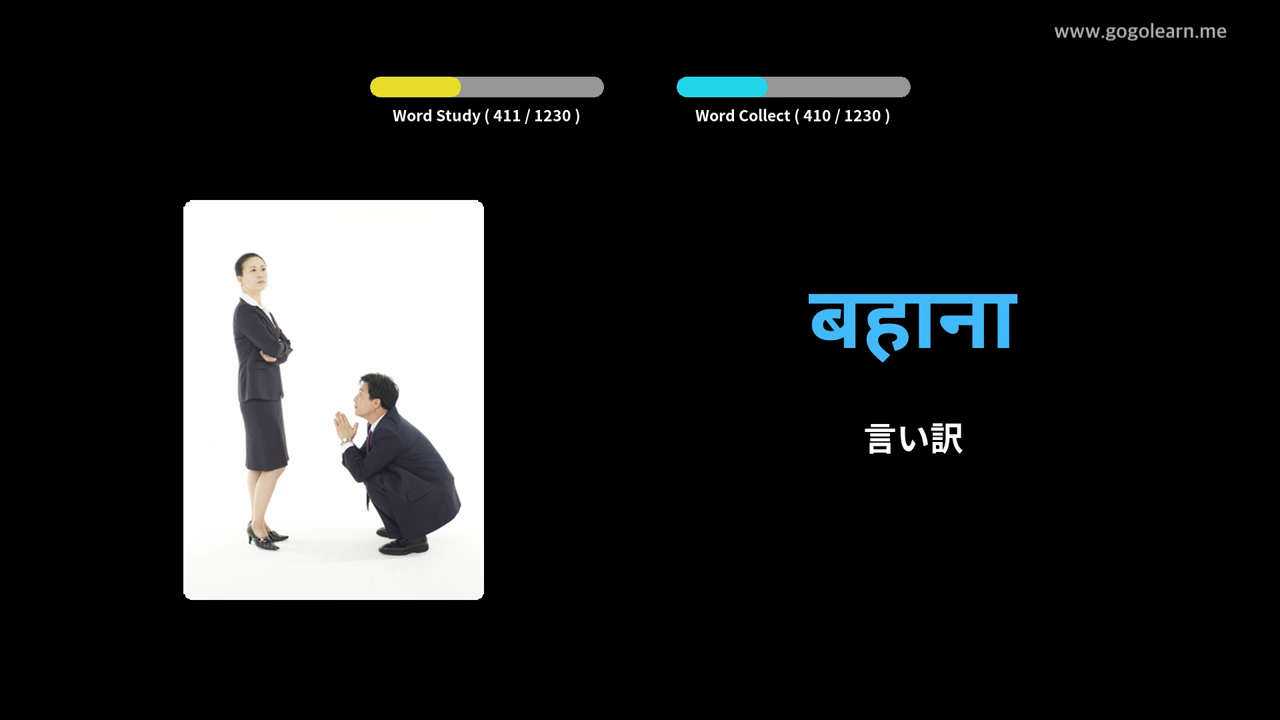 www.gogolearn.me
Word Study ( 411 / 1230 )
Word Collect ( 410 / 1230 )
बहाना
言い訳